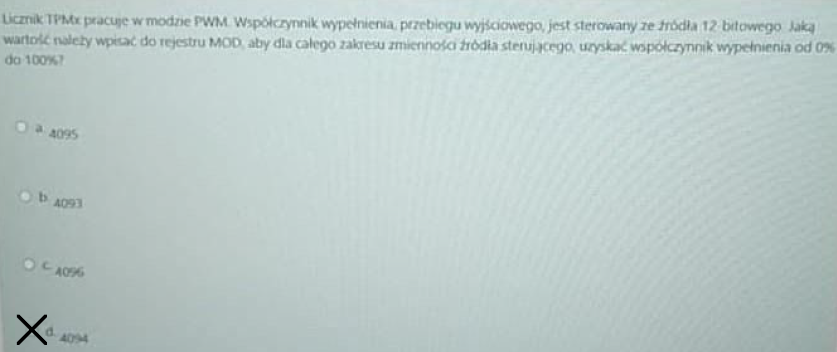 Licznik TPMx pracuje w modzie PWM. Współczynnik wypełnienia, przebiegu wyjściowego, jest sterowany ze źródła 12-bitowego. Jaką
wartość należy wpisać do rejestru MOD, aby dla całego zakresu zmienności źródła sterującego, uzyskać współczynnik wypełnienia od 0%
do 100%?
a. 4095
b. 4093
c. 4096
d. 4094